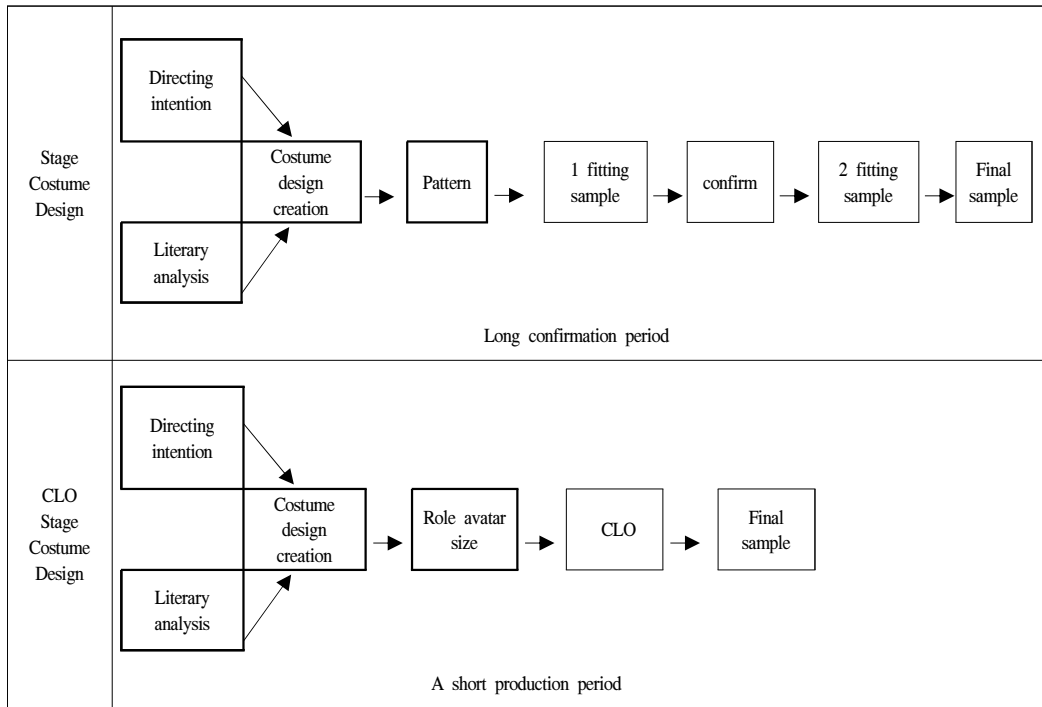 Stage
Costume
Design
Directing
intention
Literary
analysis
Costume
design
creation
Pattern
1 fitting
sample
confirm
2 fitting
sample
Final
sample
Long confirmation period
CLO
Stage
Costume
Design
Directing
intention
Literary
analysis
Costume
design
creation
Role avatar
size
CLO
Final
sample
A short production period